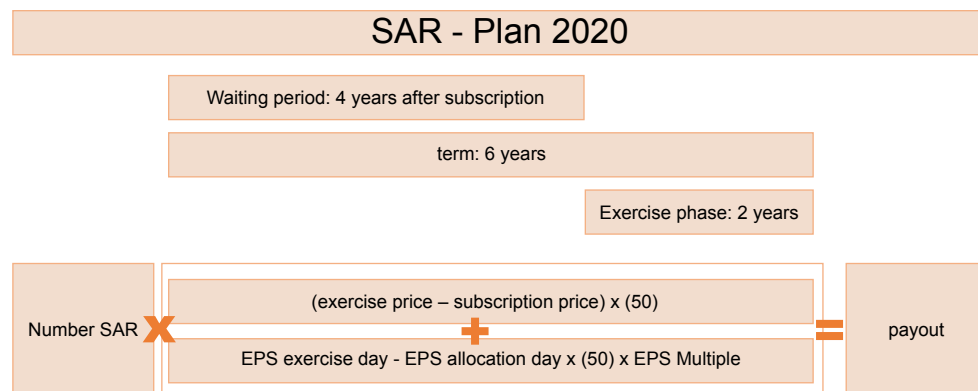 SAR - Plan 2020
Waiting period: 4 years after subscription
term: 6 years
Exercise phase: 2 years
Number SAR
(exercise price – subscription price) x (50)
EPS exercise day - EPS allocation day x (50) x EPS Multiple
payout